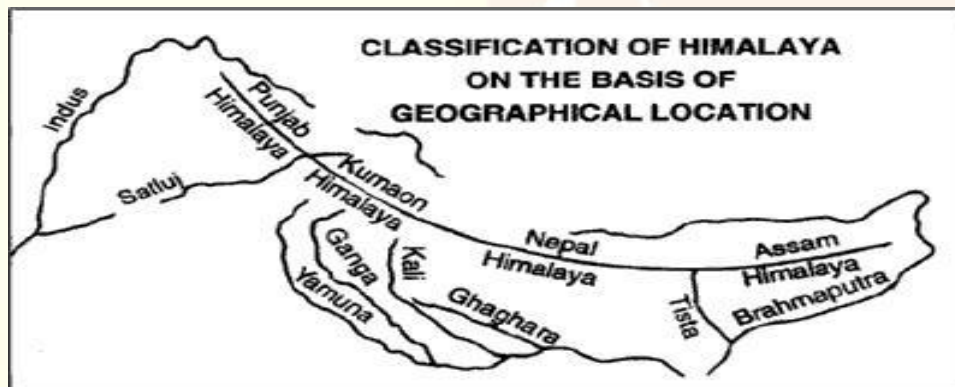 CLASSIFICATION OF HIMALAYA
ON THE BASIS OF
GEOGRAPHICAL LOCATION
Indus
Punjab
Himalaya
Satluj
Kumaon
Himalaya
Ganga
Yamuna
Kali
Ghaghara
Nepal
Himalaya
Tista
Assam
Himalaya
Brahmaputra